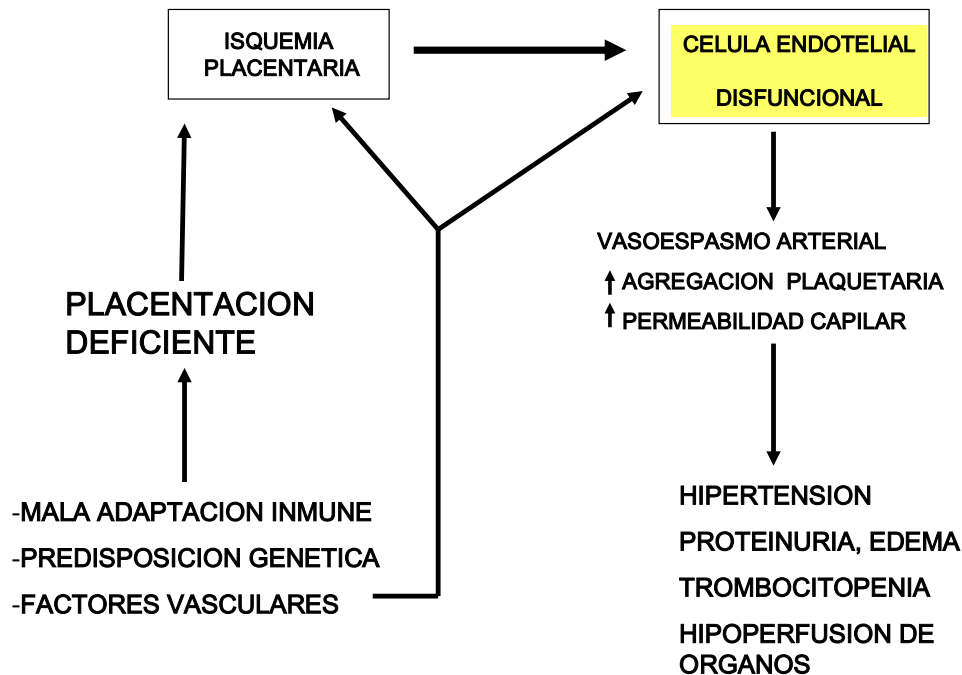 ISQUEMIA
PLACENTARIA
CELULA ENDOTELIAL
DISFUNCIONAL
VASOESPASMO ARTERIAL
AGREGACION PLAQUETARIA
PERMEABILIDAD CAPILAR
PLACENTACION
DEFICIENTE
-MALA ADAPTACION INMUNE
-PREDISPOSICION GENETICA
-FACTORES VASCULARES
HIPERTENSION
PROTEINURIA, EDEMA
TROMBOCITOPENIA
HIPOPERFUSION DE
ORGANOS